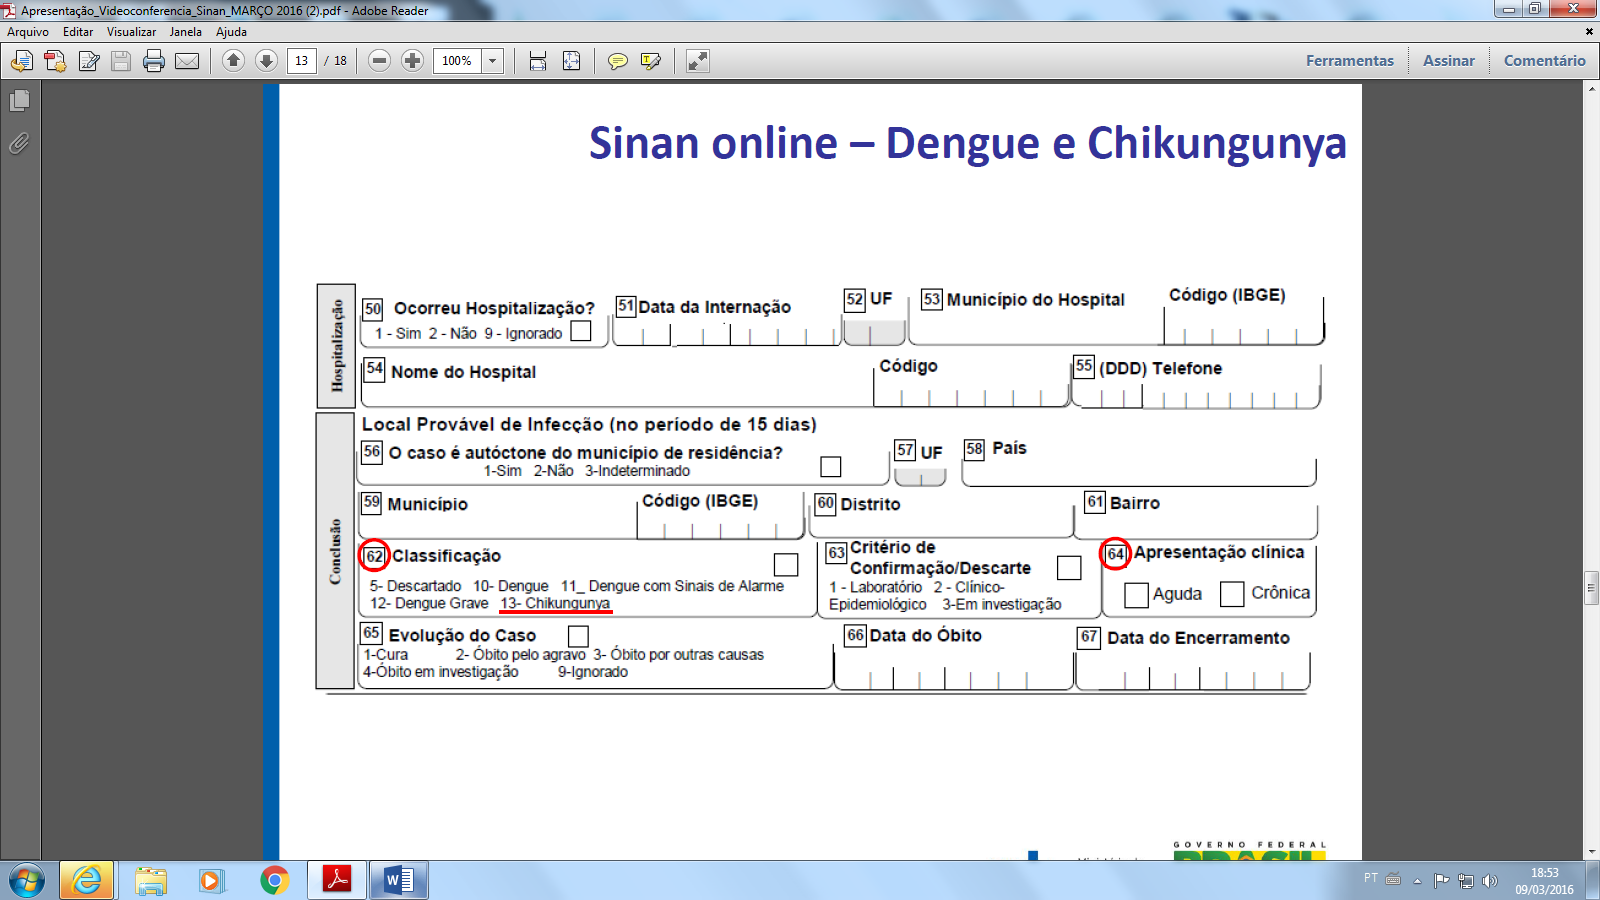 Apresentação_Videoconferencia_Sinan_MARÇO 2016 (2).pdf - Adobe Reader
Arquivo Editar Visualizar Janela Ajuda
13 / 18 100% Ferramentas Assinar Comentário
Sinan online – Dengue e Chikungunya
Hospitalização
50 Ocorreu Hospitalização?
1 - Sim 2 - Não 9 - Ignorado
51 Data da Internação
52 UF
53 Município do Hospital
Código (IBGE)
54 Nome do Hospital
Código
55 (DDD) Telefone
Conclusão
Local Provável de Infecção (no período de 15 dias)
56 O caso é autóctone do município de residência?
1-Sim 2-Não 3-Indeterminado
57 UF
58 País
59 Município
Código (IBGE)
60 Distrito
61 Bairro
62 Classificação
5- Descartado 10- Dengue 11_ Dengue com Sinais de Alarme
12- Dengue Grave 13- Chikungunya
63 Critério de
Confirmação/Descarte
1 - Laboratório 2 - Clínico-
Epidemiológico 3-Em investigação
64 Apresentação clínica
Aguda Crônica
65 Evolução do Caso
1-Cura 2- Óbito pelo agravo 3- Óbito por outras causas
4-Óbito em investigação 9-Ignorado
66 Data do Óbito
67 Data do Encerramento
GOVERNO FEDERAL
BRASIL
PT
18:53
09/03/2016